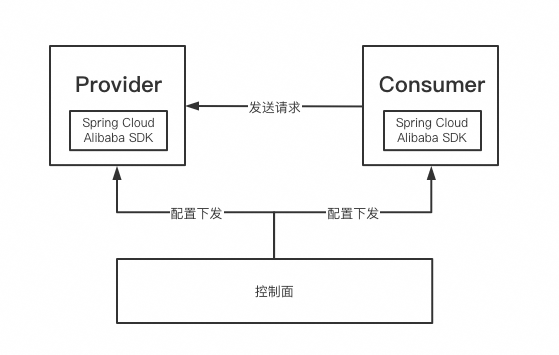 Provider
Spring Cloud
Alibaba SDK
发送请求
Consumer
Spring Cloud
Alibaba SDK
配置下发
配置下发
控制面